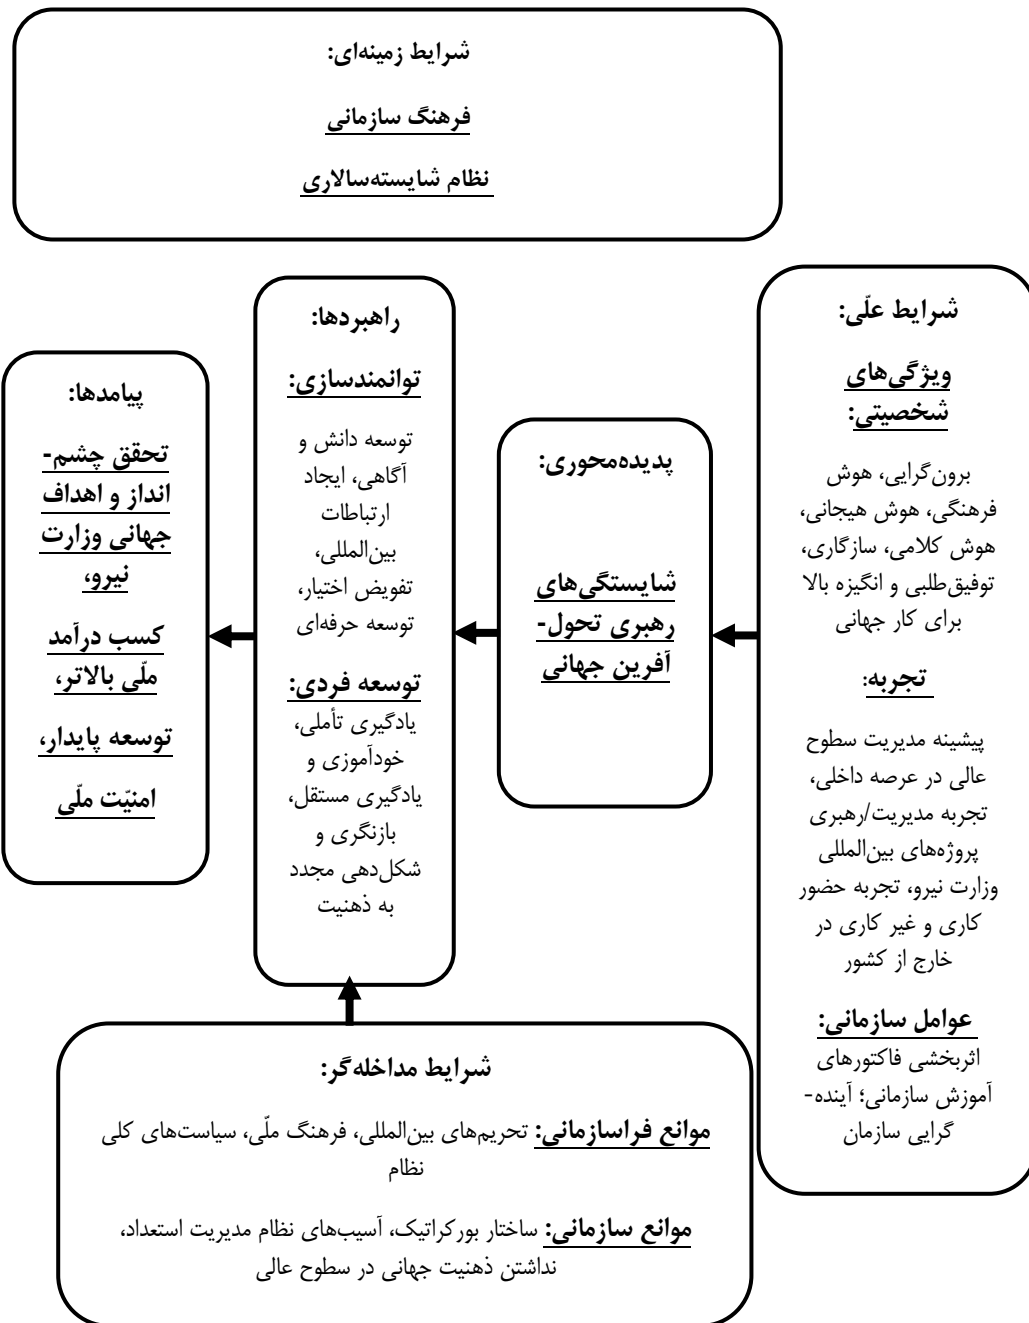 شرایط زمینه‌ای:
فرهنگ سازمانی
نظام شایسته‌سالاری
شرایط علّی:
ویژگی‌های
شخصیتی:
برون‌گرایی، هوش
فرهنگی، هوش هیجانی،
هوش کلامی، سازگاری،
توفیق‌طلبی و انگیزه بالا
برای کار جهانی
تجربه:
پیشینه مدیریت سطوح
عالی در عرصه داخلی،
تجربه مدیریت/رهبری
پروژه‌های بین‌المللی
وزارت نیرو، تجربه حضور
کاری و غیر کاری در
خارج از کشور
عوامل سازمانی:
اثربخشی فاکتورهای
آموزش سازمانی؛ آینده-
گرایی سازمان
پدیده‌محوری:
شایستگی‌های
رهبری تحول-
آفرین جهانی
راهبردها:
توانمندسازی:
توسعه دانش و
آگاهی، ایجاد
ارتباطات
بین‌المللی،
تفویض اختیار،
توسعه حرفه‌ای
توسعه فردی:
یادگیری تأملی،
خودآموزی و
یادگیری مستقل،
بازنگری و
شکل‌دهی مجدد
به ذهنیت
پیامدها:
تحقق چشم-
انداز و اهداف
جهانی وزارت
نیرو،
کسب درآمد
ملّی بالاتر،
توسعه پایدار،
امنیّت ملّی
شرایط مداخله‌گر:
موانع فراسازمانی: تحریم‌های بین‌المللی، فرهنگ ملّی، سیاست‌های کلی
نظام
موانع سازمانی: ساختار بورکراتیک، آسیب‌های نظام مدیریت استعداد،
نداشتن ذهنیت جهانی در سطوح عالی